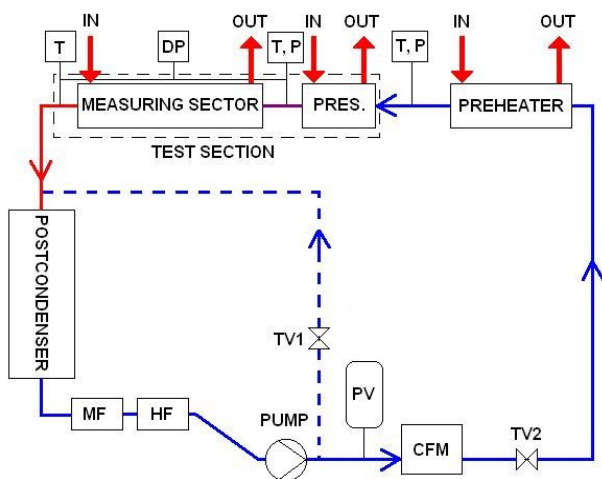 IN
OUT
IN
OUT
IN
OUT
T
DP
T, P
T, P
MEASURING SECTOR
PRES.
PREHEATER
TEST SECTION
POSTCONDENSER
TV1
PV
MF
HF
PUMP
CFM
TV2